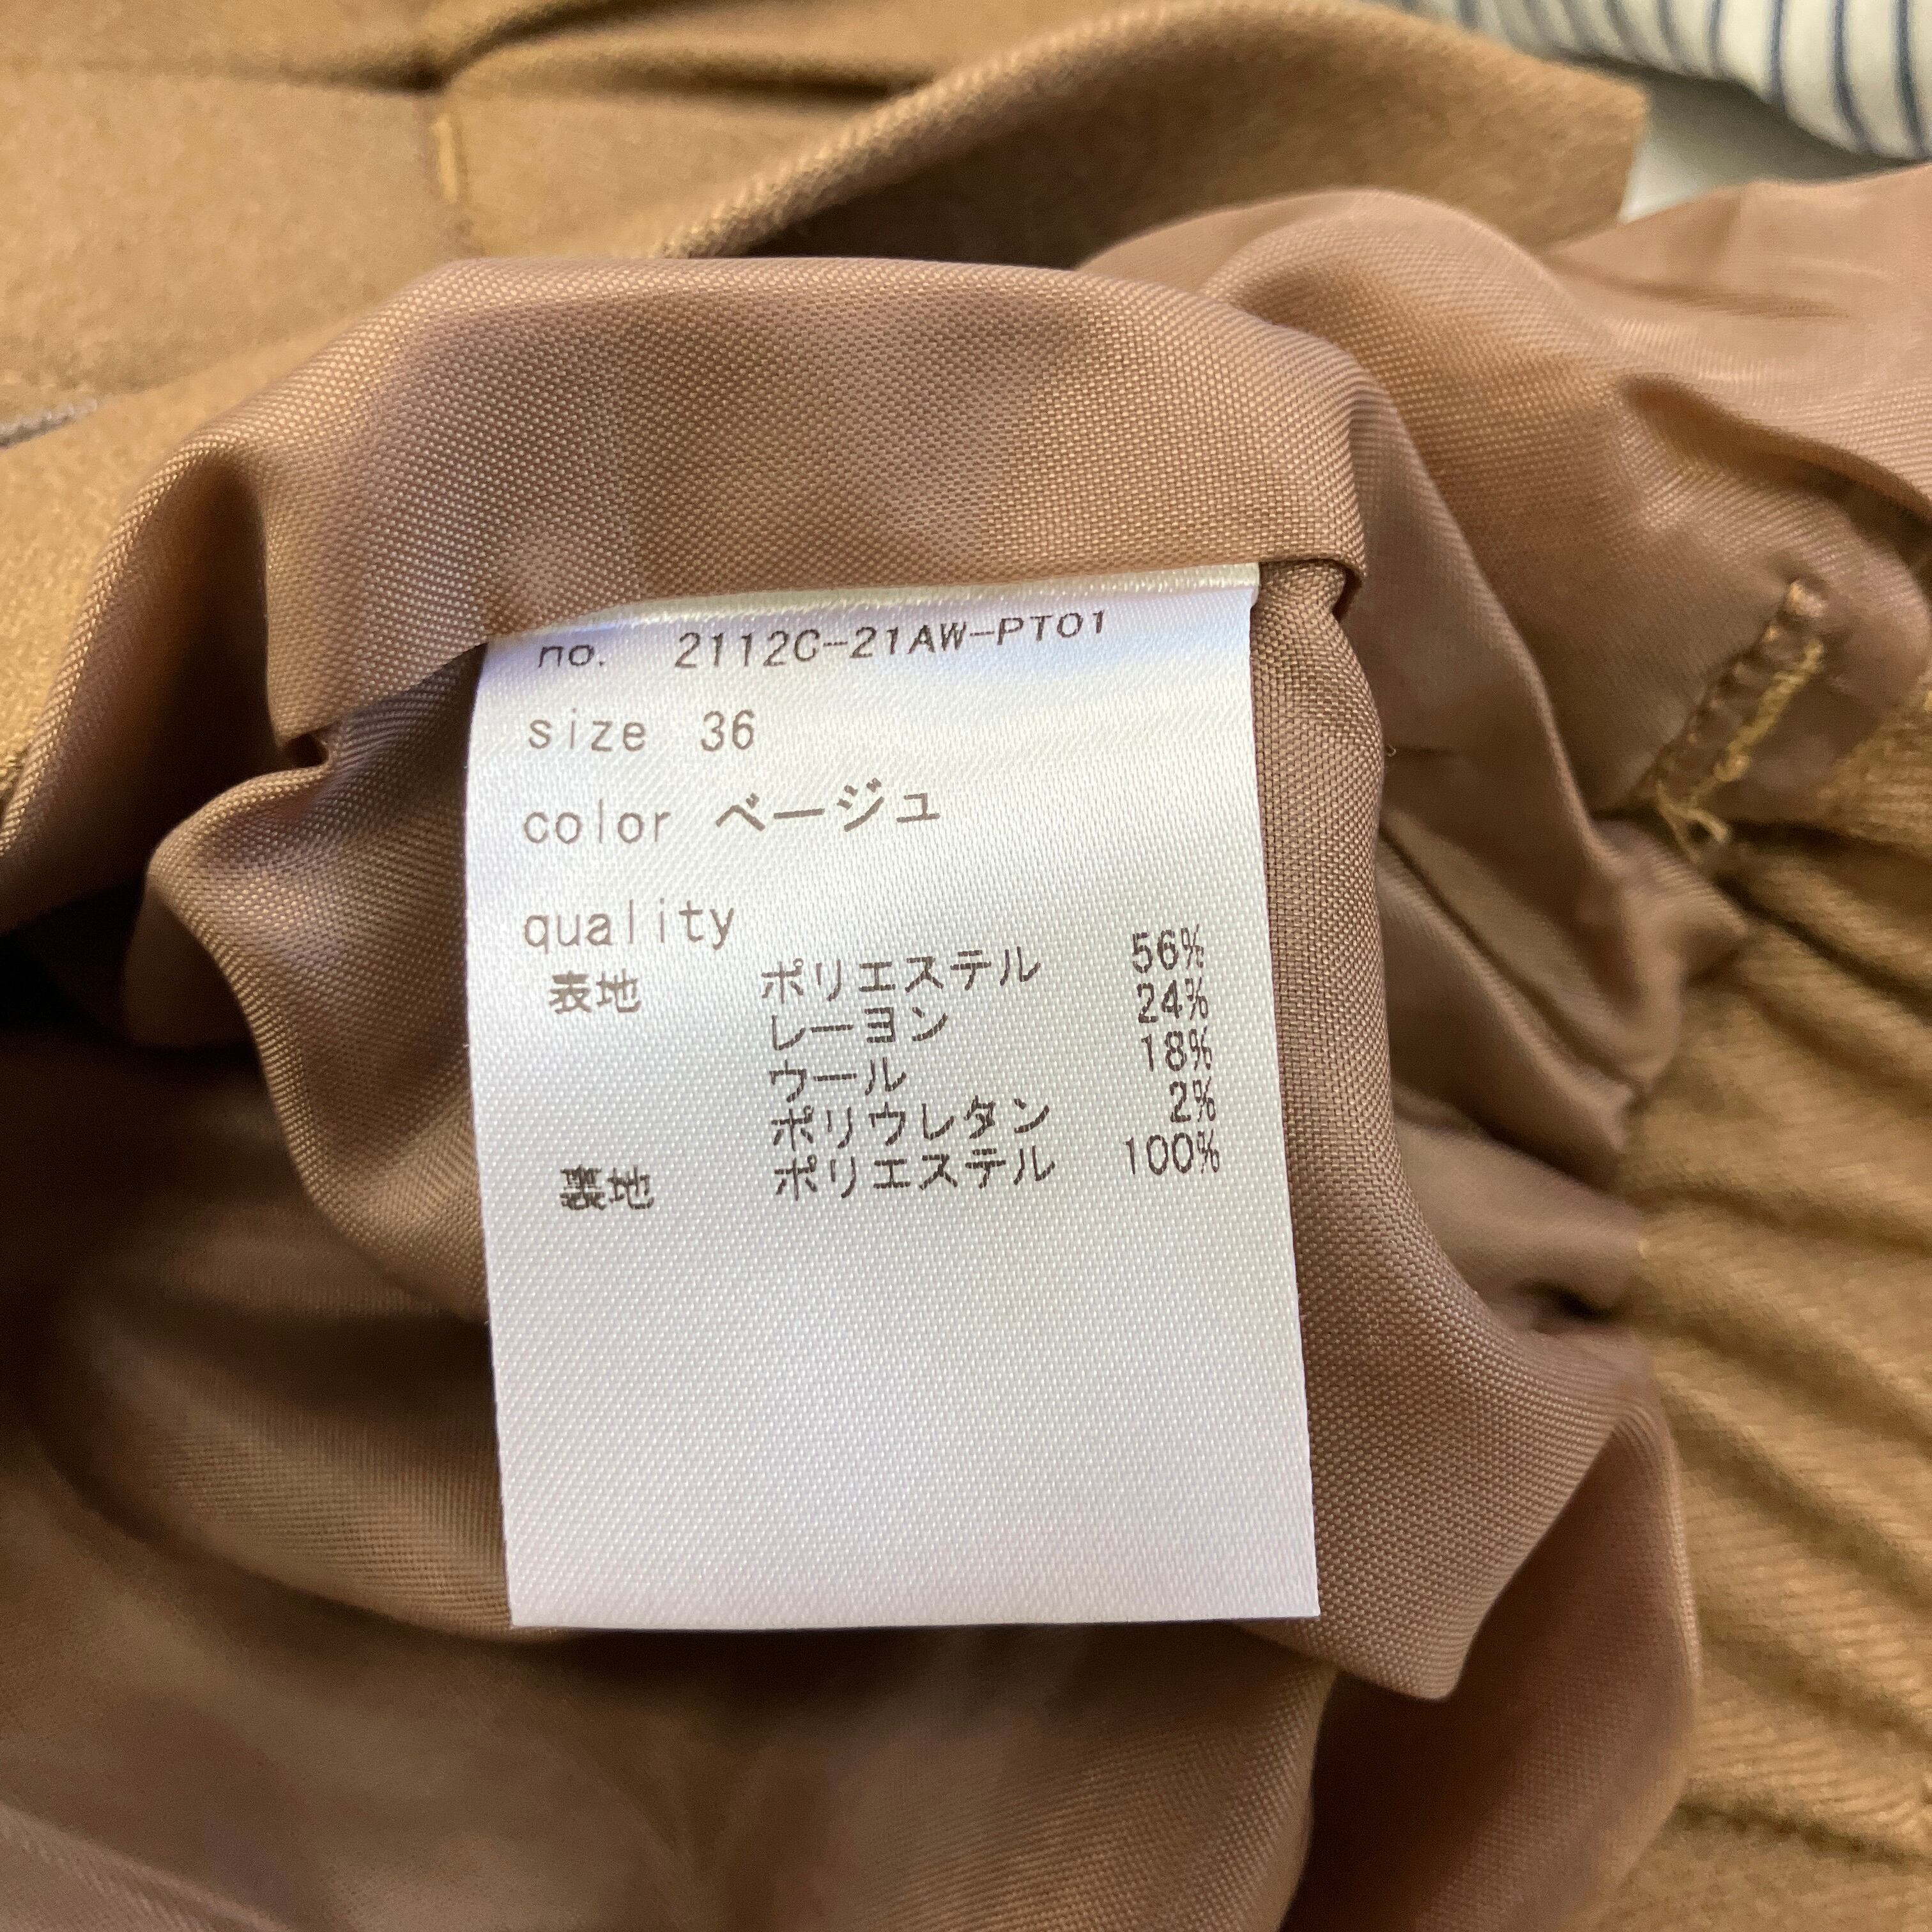 no. 2112C-21AW-PT01
size 36
color ベージュ
quality
表地 ポリエステル 56%
レーヨン 24%
ウール 18%
ポリウレタン 2%
裏地 ポリエステル 100%